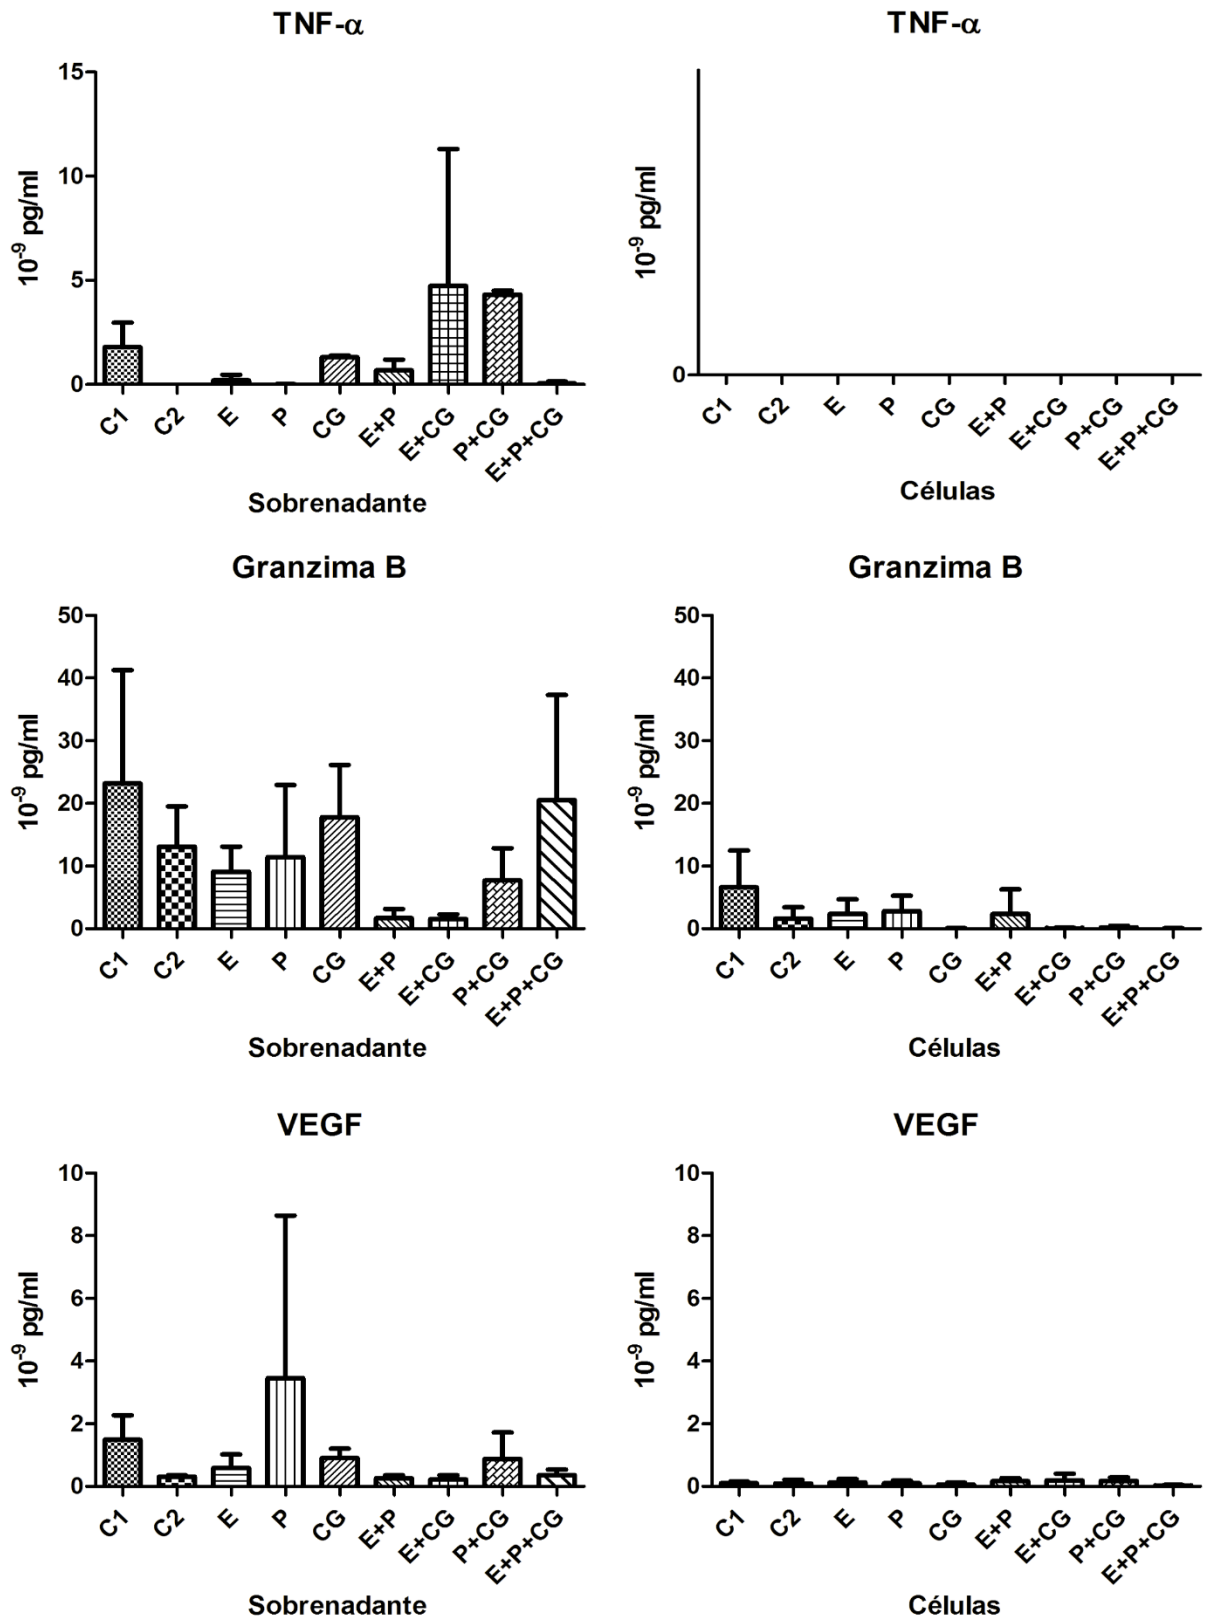 TNF-α
15
10
5
0
10⁻⁹ pg/ml
C1 C2 E P CG E+P E+CG P+CG E+P+CG
Sobrenadante
TNF-α
0
10⁻⁹ pg/ml
C1 C2 E P CG E+P E+CG P+CG E+P+CG
Células
Granzima B
50
40
30
20
10
0
10⁻⁹ pg/ml
C1 C2 E P CG E+P E+CG P+CG E+P+CG
Sobrenadante
Granzima B
50
40
30
20
10
0
10⁻⁹ pg/ml
C1 C2 E P CG E+P E+CG P+CG E+P+CG
Células
VEGF
10
8
6
4
2
0
10⁻⁹ pg/ml
C1 C2 E P CG E+P E+CG P+CG E+P+CG
Sobrenadante
VEGF
10
8
6
4
2
0
10⁻⁹ pg/ml
C1 C2 E P CG E+P E+CG P+CG E+P+CG
Células